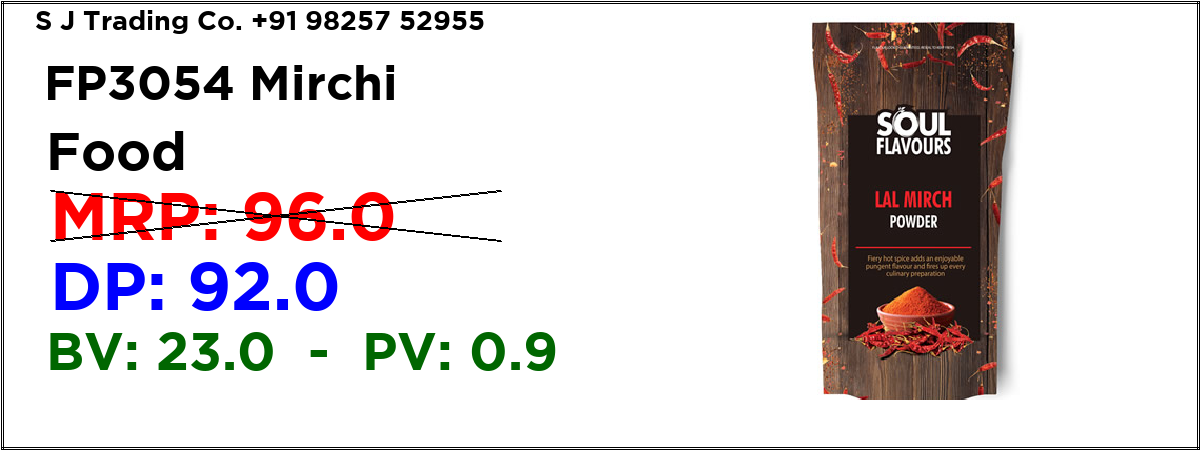 S J Trading Co. +91 98257 52955
FP3054 Mirchi
Food
MRP: 96.0
DP: 92.0
BV: 23.0 - PV: 0.9
SOUL
FLAVOURS
LAL MIRCH
POWDER
Fiery hot spice adds an enjoyable
pungent flavour and fires up every
culinary preparation